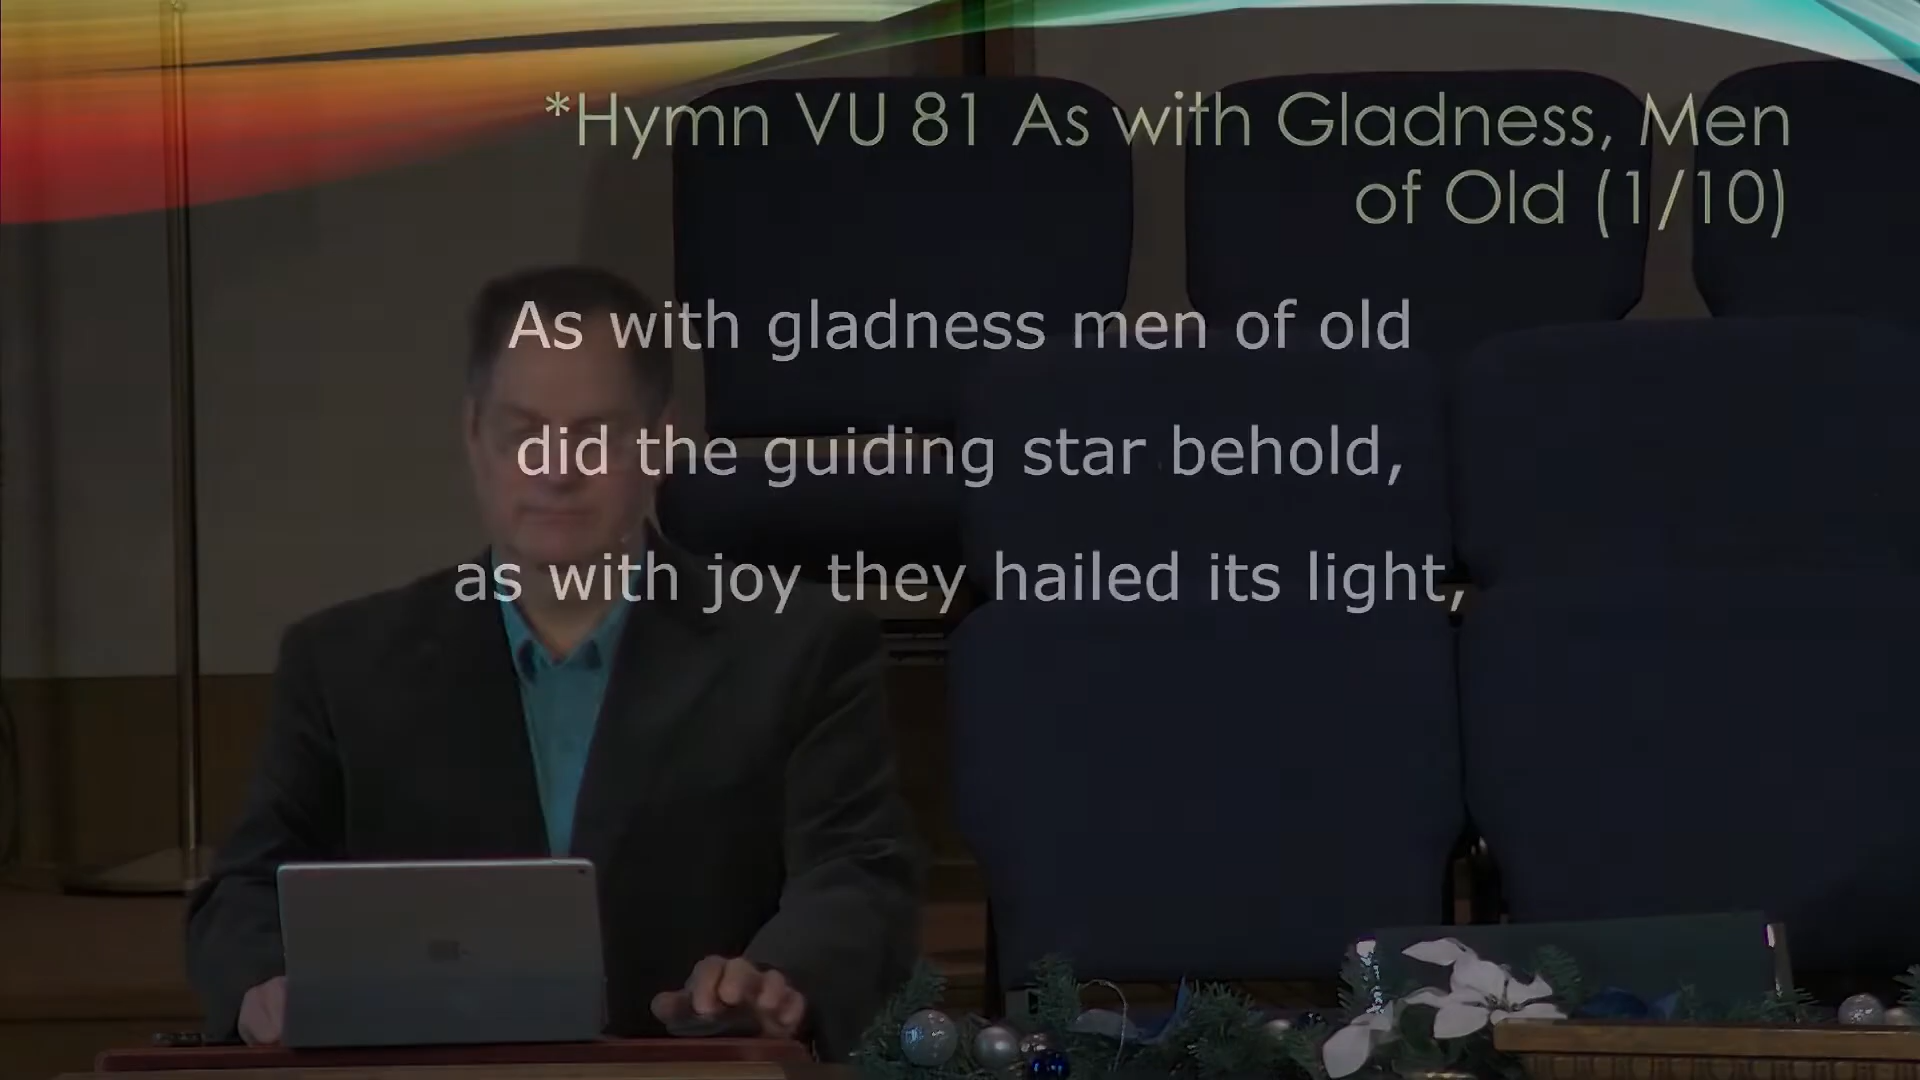 *Hymn VU 81 As with Gladness, Men
of Old (1/10)
As with gladness men of old
did the guiding star behold,
as with joy they hailed its light,